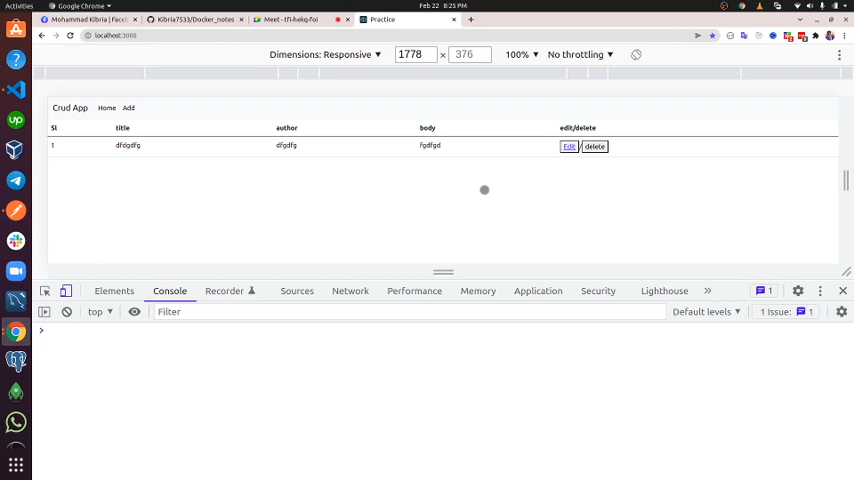 Activities Google Chrome Feb 22 8:25 PM
Mohammad Kibria | Fac Kibria7533/Docker_notes Meet - tfi-hekq-foi Practice
localhost:3000
Dimensions: Responsive 1778 × 376 100% No throttling
Crud App Home Add
Sl title author body edit/delete
1 dfdgdfg dfgdfg fgdfgd Edit / delete
Elements Console Recorder Network Sources Performance Memory Application Security Lighthouse » 1
top Filter Default levels 1 Issue: 1